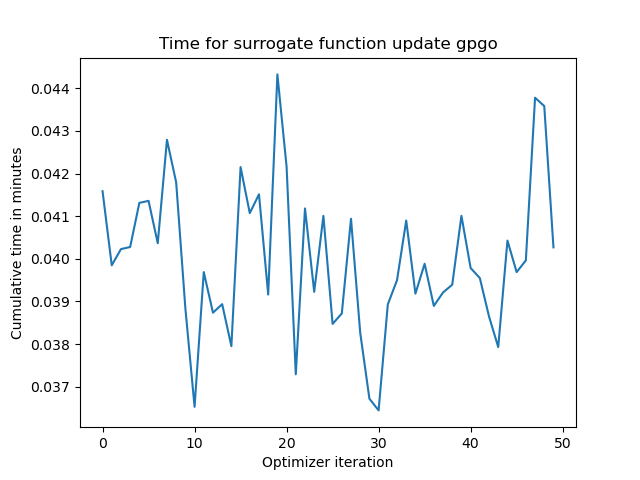 Time for surrogate function update gpgo
Cumulative time in minutes
0.044
0.043
0.042
0.041
0.040
0.039
0.038
0.037
0 10 20 30 40 50
Optimizer iteration